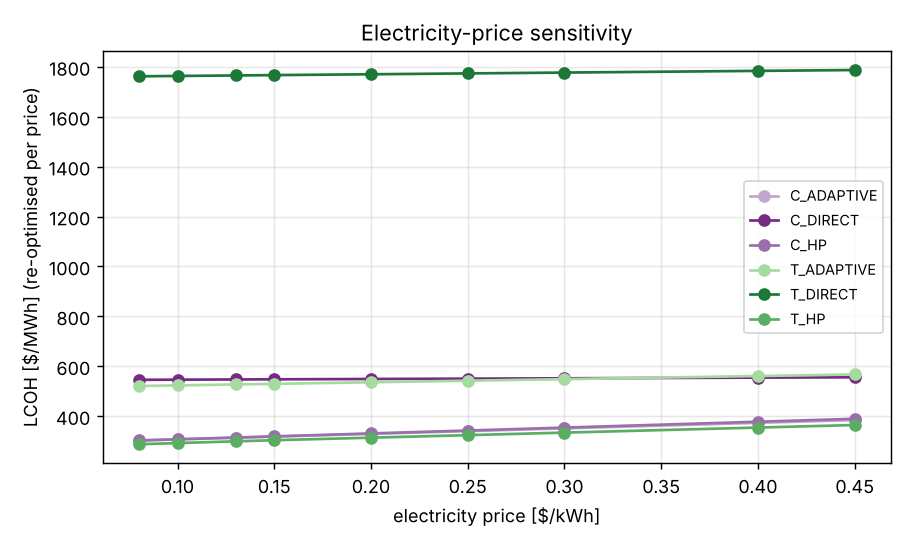 Electricity-price sensitivity
LCOH [$/MWh] (re-optimised per price)
1800
1600
1400
1200
1000
800
600
400
C_ADAPTIVE
C_DIRECT
C_HP
T_ADAPTIVE
T_DIRECT
T_HP
0.10 0.15 0.20 0.25 0.30 0.35 0.40 0.45
electricity price [$/kWh]